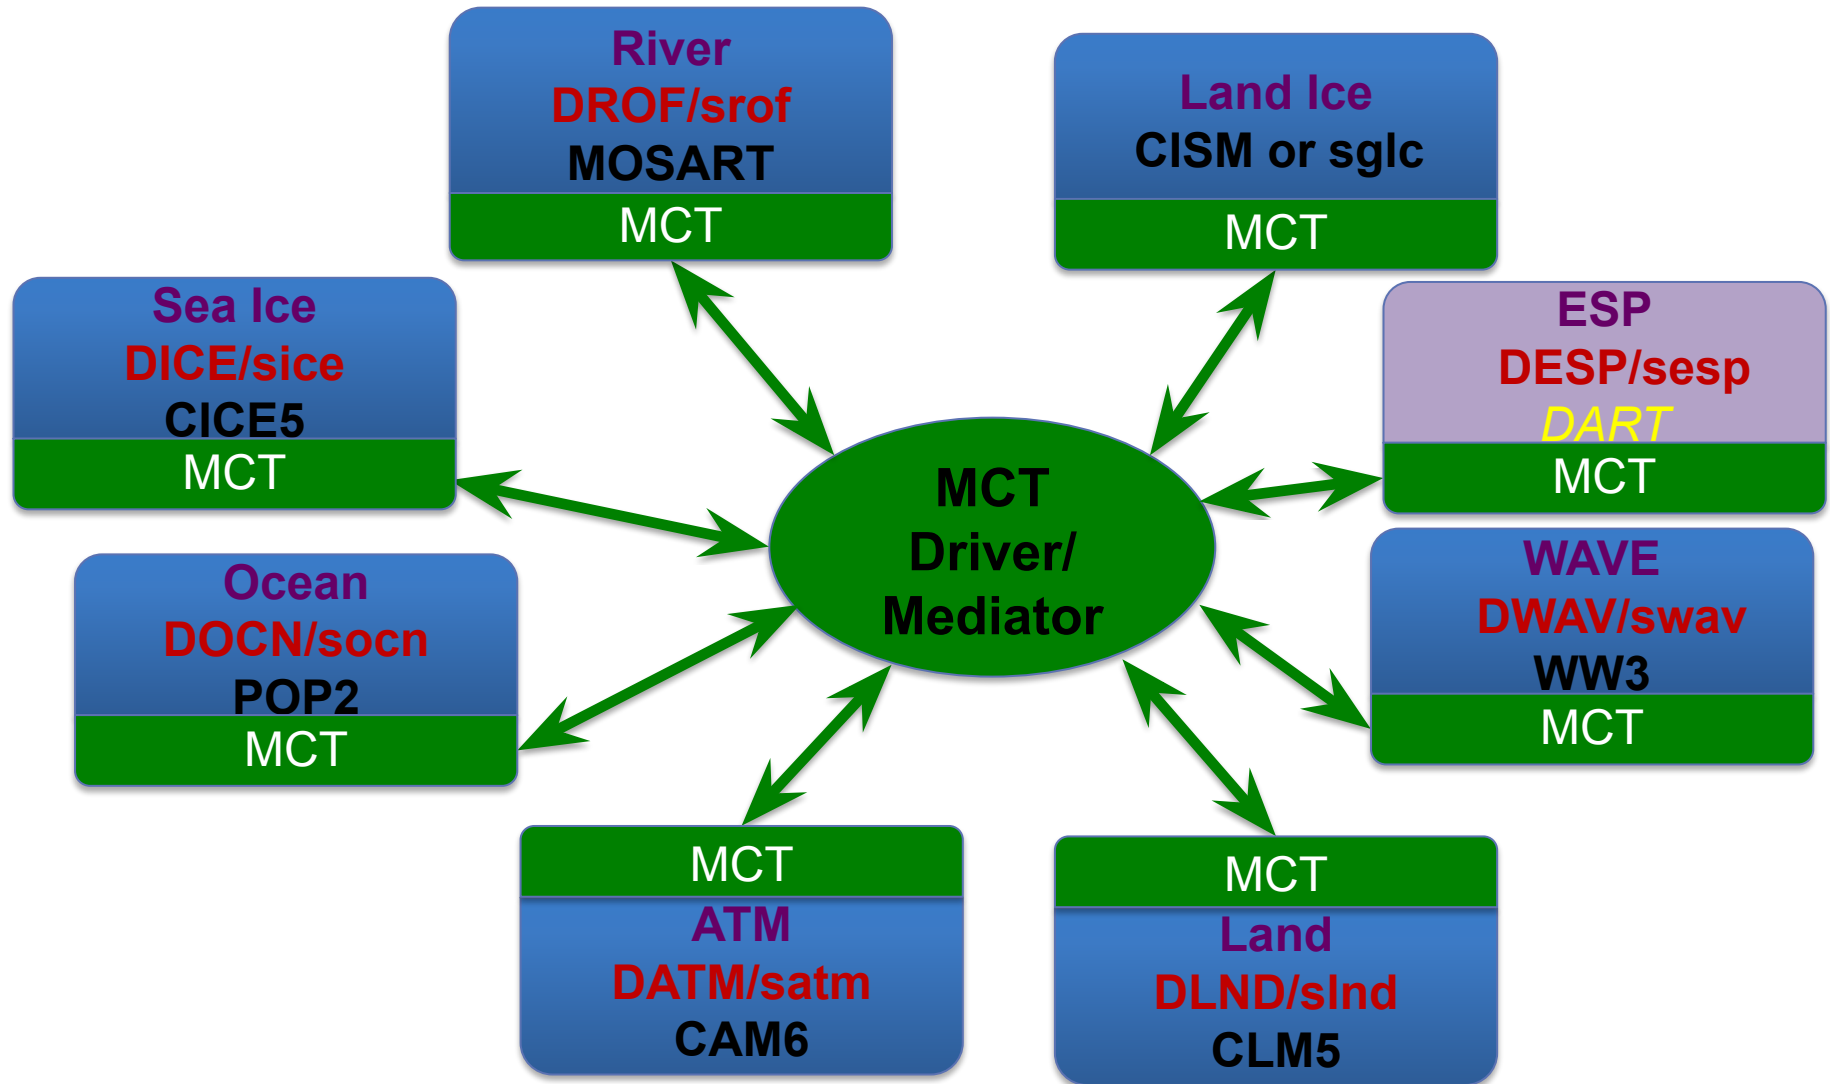 River
DROF/srof
MOSART
MCT
Land Ice
CISM or sglc
MCT
Sea Ice
DICE/sice
CICE5
MCT
ESP
DESP/sesp
DART
MCT
MCT
Driver/
Mediator
Ocean
DOCN/socn
POP2
MCT
WAVE
DWAV/swav
WW3
MCT
MCT
ATM
DATM/satm
CAM6
MCT
Land
DLND/slnd
CLM5